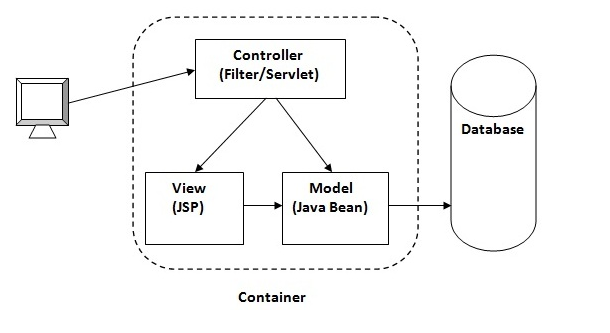 Controller
(Filter/Servlet)
Database
View
(JSP)
Model
(Java Bean)
Container